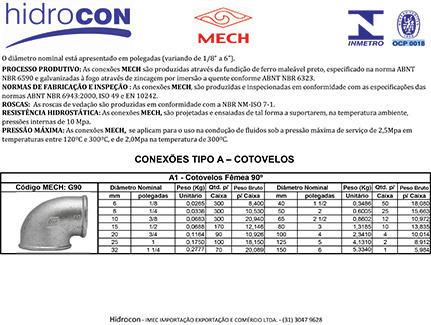 hidroCON
MECH
INMETRO
OCP 0018
O diâmetro nominal está apresentado em polegadas (variando de 1/8" a 6").
PROCESSO PRODUTIVO: As conexões MECH são produzidas através da fundição de ferro maleável preto, especificado na norma ABNT
NBR 6590 e galvanizadas à fogo através de zincagem por imersão a quente conforme ABNT NBR 6323.
NORMAS DE FABRICAÇÃO E INSPEÇÃO : As conexões MECH, são produzidas e inspecionadas em conformidade com as especificações das
normas ABNT NBR 6943:2000, ISO 49 e EN 10242.
ROSCAS: As roscas de vedação são produzidas em conformidade com a NBR NM-ISO 7-1.
RESISTÊNCIA HIDROSTÁTICA: As conexões MECH, são projetadas e ensaiadas de tal forma a suportarem, na temperatura ambiente,
pressões internas de 10 Mpa.
PRESSÃO MÁXIMA: As conexões MECH, se aplicam para o uso na condução de fluidos sob a pressão máxima de serviço de 2,5Mpa em
temperaturas entre 120ºC e 300ºC, e de 2,0Mpa na temperatura de 300ºC.
CONEXÕES TIPO A – COTOVELOS
A1 - Cotovelos Fêmea 90º
Código MECH: G90
Diâmetro Nominal Peso (Kg) Qtd. p/ Peso Bruto Diâmetro Nominal Peso (Kg) Qtd. p/ Peso Bruto
mm polegadas Unitário Caixa p/ Caixa mm polegadas Unitário Caixa p/ Caixa
6 1/8 0,0265 300 8,400 40 1 1/2 0,3486 50 18,080
8 1/4 0,0336 300 10,530 50 2 0,6005 25 15,663
10 3/8 0,0683 300 20,940 65 2 1/2 0,8602 12 10,972
15 1/2 0,0688 170 12,146 80 3 1,3185 10 13,835
20 3/4 0,1164 90 10,926 100 4 2,3410 4 10,014
25 1 0,1750 100 18,150 125 5 4,1310 2 8,912
32 1 1/4 0,2777 70 20,089 150 6 5,3340 1 5,984
Hidrocon - IMEC IMPORTAÇÃO EXPORTAÇÃO E COMÉRCIO LTDA. - (31) 3047 9628